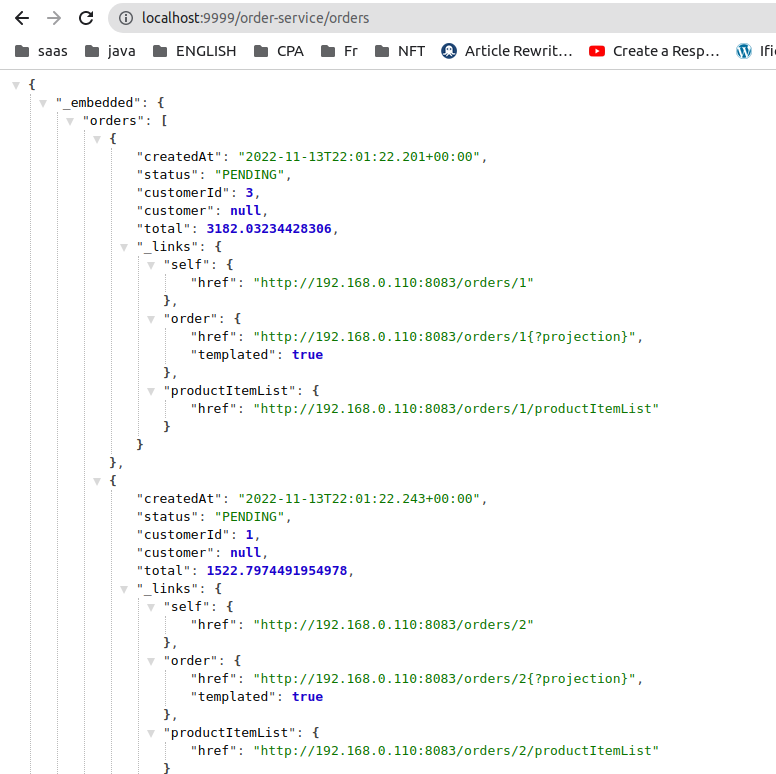 localhost:9999/order-service/orders
saas java ENGLISH CPA Fr NFT Article Rewrit... Create a Resp... Ific
{
"_embedded": {
"orders": [
{
"createdAt": "2022-11-13T22:01:22.201+00:00",
"status": "PENDING",
"customerId": 3,
"customer": null,
"total": 3182.03234428306,
"_links": {
"self": {
"href": "http://192.168.0.110:8083/orders/1"
},
"order": {
"href": "http://192.168.0.110:8083/orders/1{?projection}",
"templated": true
},
"productItemList": {
"href": "http://192.168.0.110:8083/orders/1/productItemList"
}
}
},
{
"createdAt": "2022-11-13T22:01:22.243+00:00",
"status": "PENDING",
"customerId": 1,
"customer": null,
"total": 1522.7974491954978,
"_links": {
"self": {
"href": "http://192.168.0.110:8083/orders/2"
},
"order": {
"href": "http://192.168.0.110:8083/orders/2{?projection}",
"templated": true
},
"productItemList": {
"href": "http://192.168.0.110:8083/orders/2/productItemList"
}